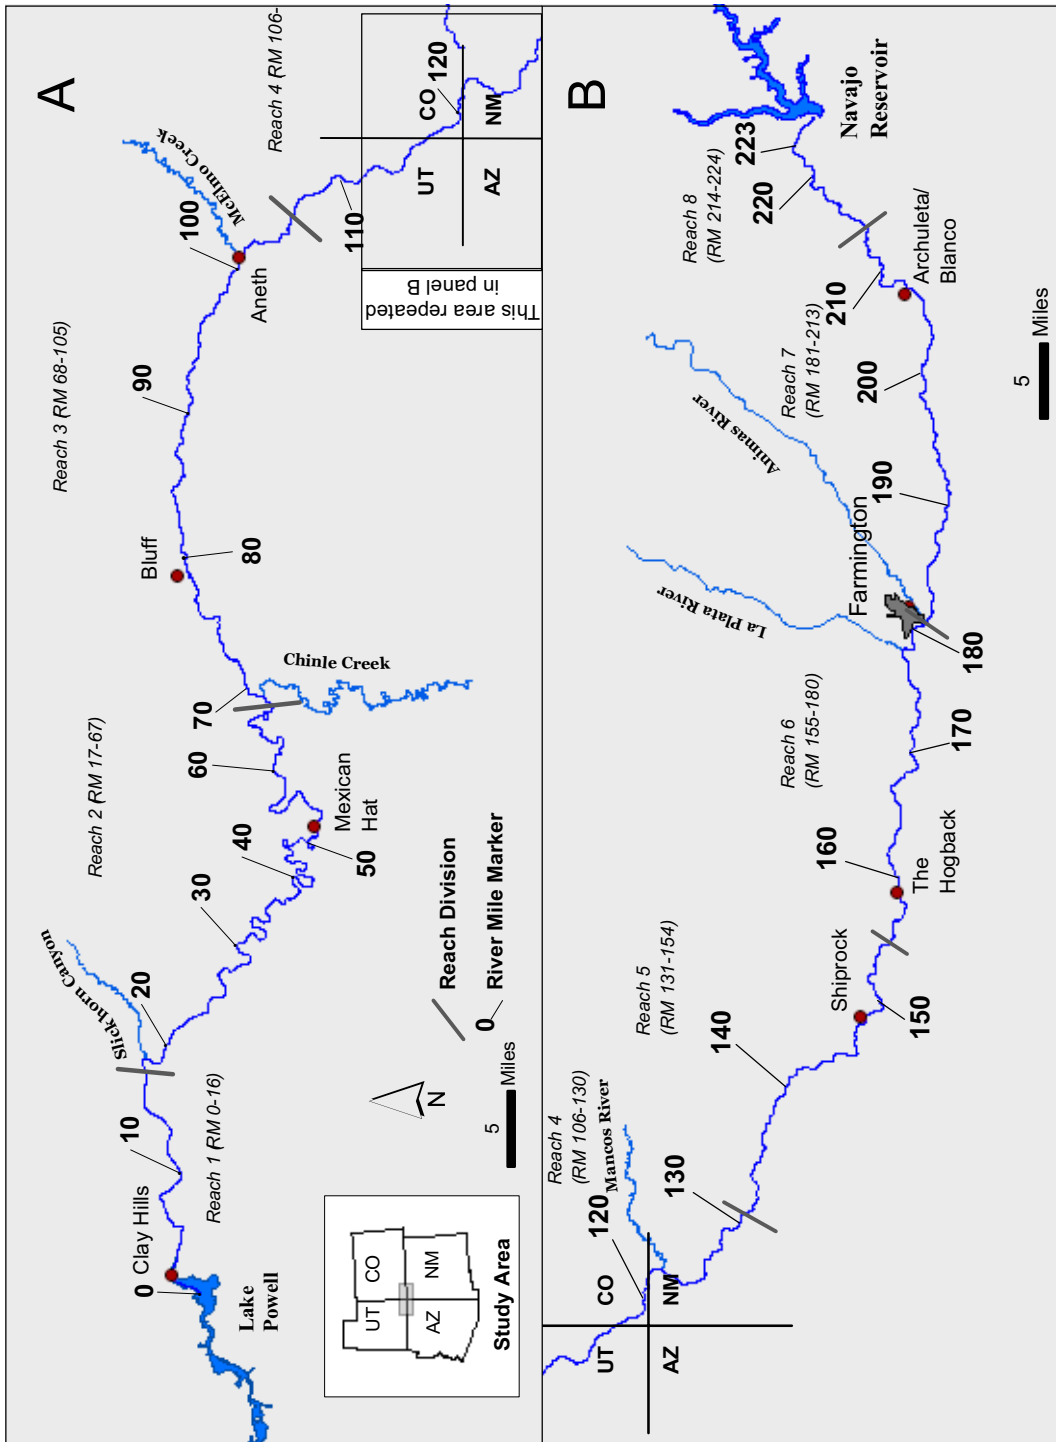 A
Reach 4 (RM 106-
McElmo Creek
100
Aneth
110
CO
120
UT
AZ
NM
This area repeated
in panel B
Reach 3 (RM 68-105)
90
Bluff
80
Chinle Creek
70
Reach 2 (RM 17-67)
60
Mexican
Hat
50
40
30
Slickhorn Canyon
20
Reach 1 (RM 0-16)
10
Clay Hills
0
Lake
Powell
Reach Division
0
River Mile Marker
N
5
Miles
UT
CO
AZ
NM
Study Area
B
Navajo
Reservoir
223
220
Reach 8
(RM 214-224)
Archuleta/
Blanco
210
Reach 7
(RM 181-213)
200
Animas River
190
Farmington
La Plata River
180
170
Reach 6
(RM 155-180)
160
The
Hogback
Shiprock
150
Reach 5
(RM 131-154)
140
Reach 4
(RM 106-130)
Mancos River
130
120
CO
UT
AZ
NM
5
Miles